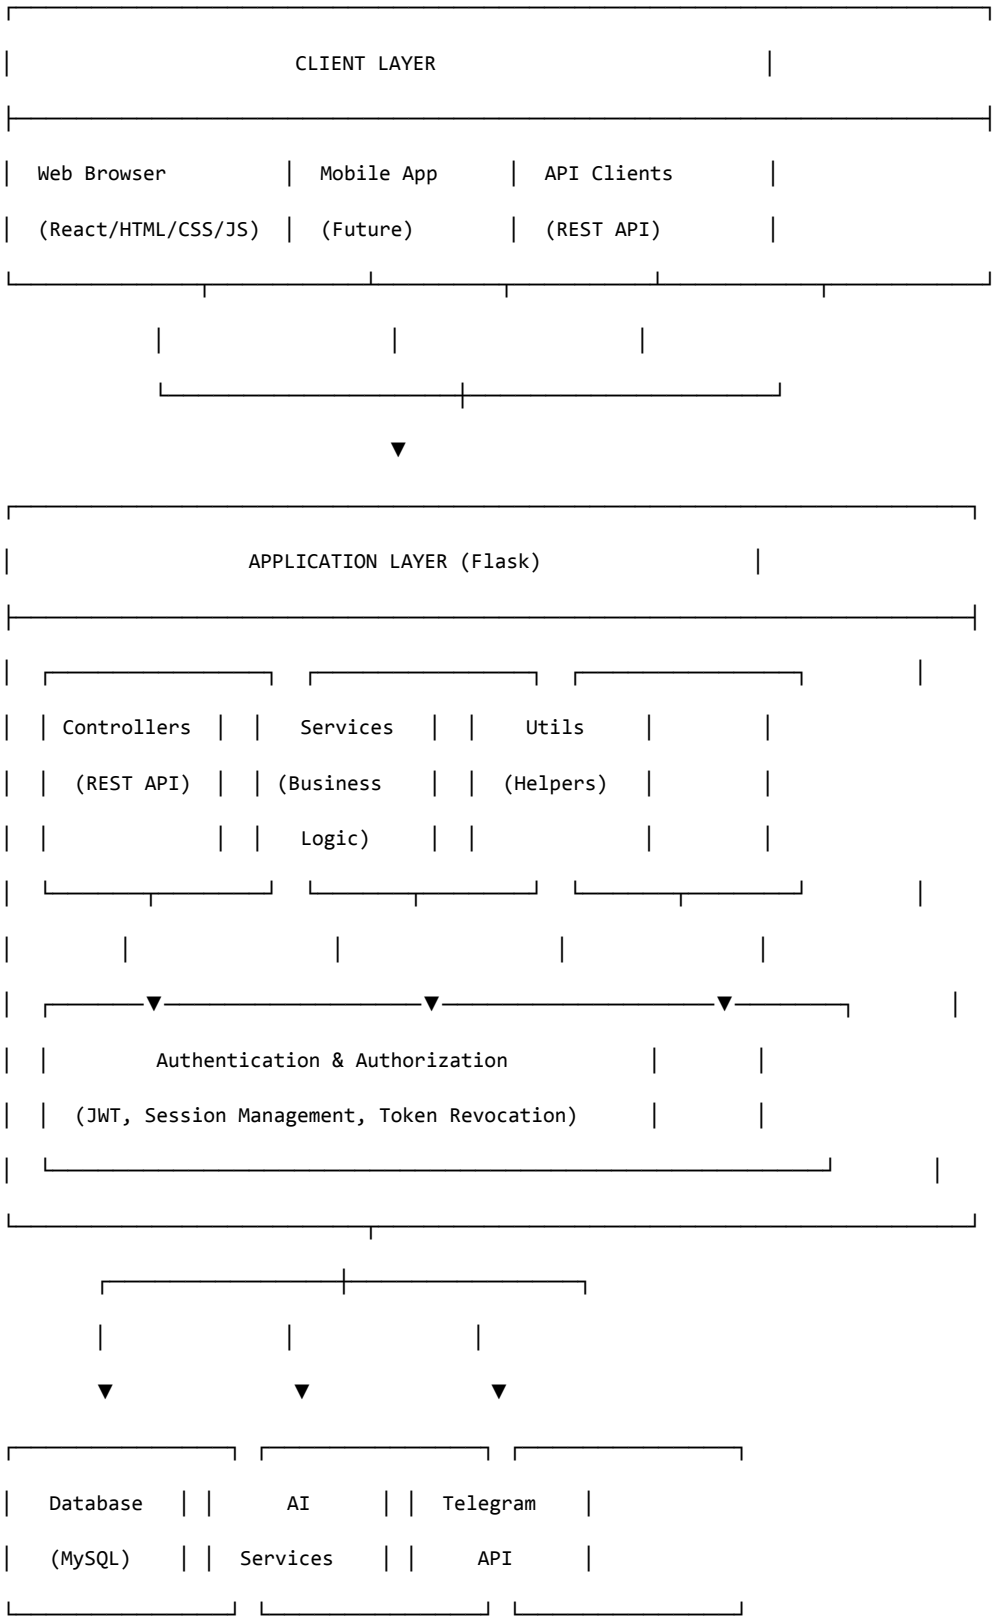 CLIENT LAYER
Web Browser Mobile App API Clients
(React/HTML/CSS/JS) (Future) (REST API)
APPLICATION LAYER (Flask)
Controllers Services Utils
(REST API) (Business (Helpers)
Logic)
Authentication & Authorization
(JWT, Session Management, Token Revocation)
Database AI Telegram
(MySQL) Services API